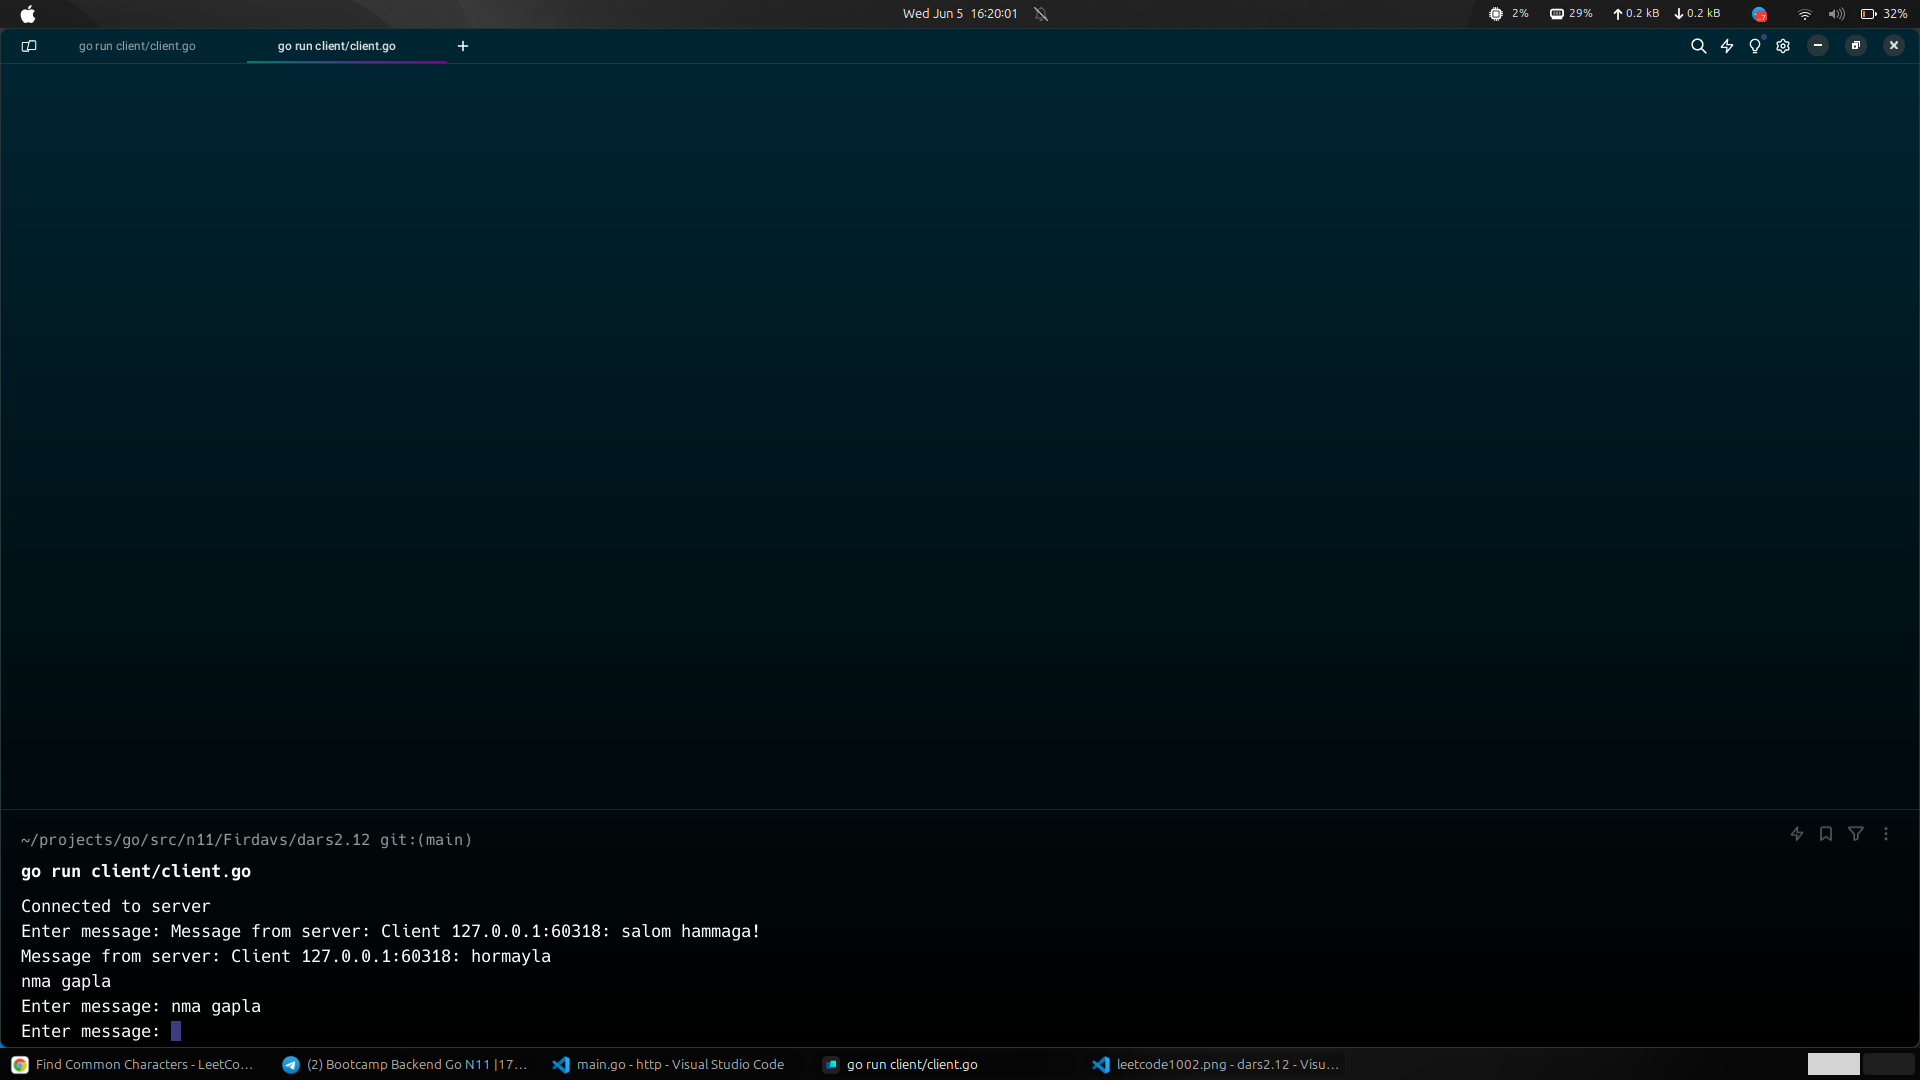 Wed Jun 5 16:20:01
2%
29%
0.2 kB
0.2 kB
32%
go run client/client.go
go run client/client.go
~/projects/go/src/n11/Firdavs/dars2.12 git:(main)
go run client/client.go
Connected to server
Enter message: Message from server: Client 127.0.0.1:60318: salom hammaga!
Message from server: Client 127.0.0.1:60318: hormayla
nma gapla
Enter message: nma gapla
Enter message:
Find Common Characters - LeetCo...
(2) Bootcamp Backend Go N11 |17...
main.go - http - Visual Studio Code
go run client/client.go
leetcode1002.png - dars2.12 - Visu...